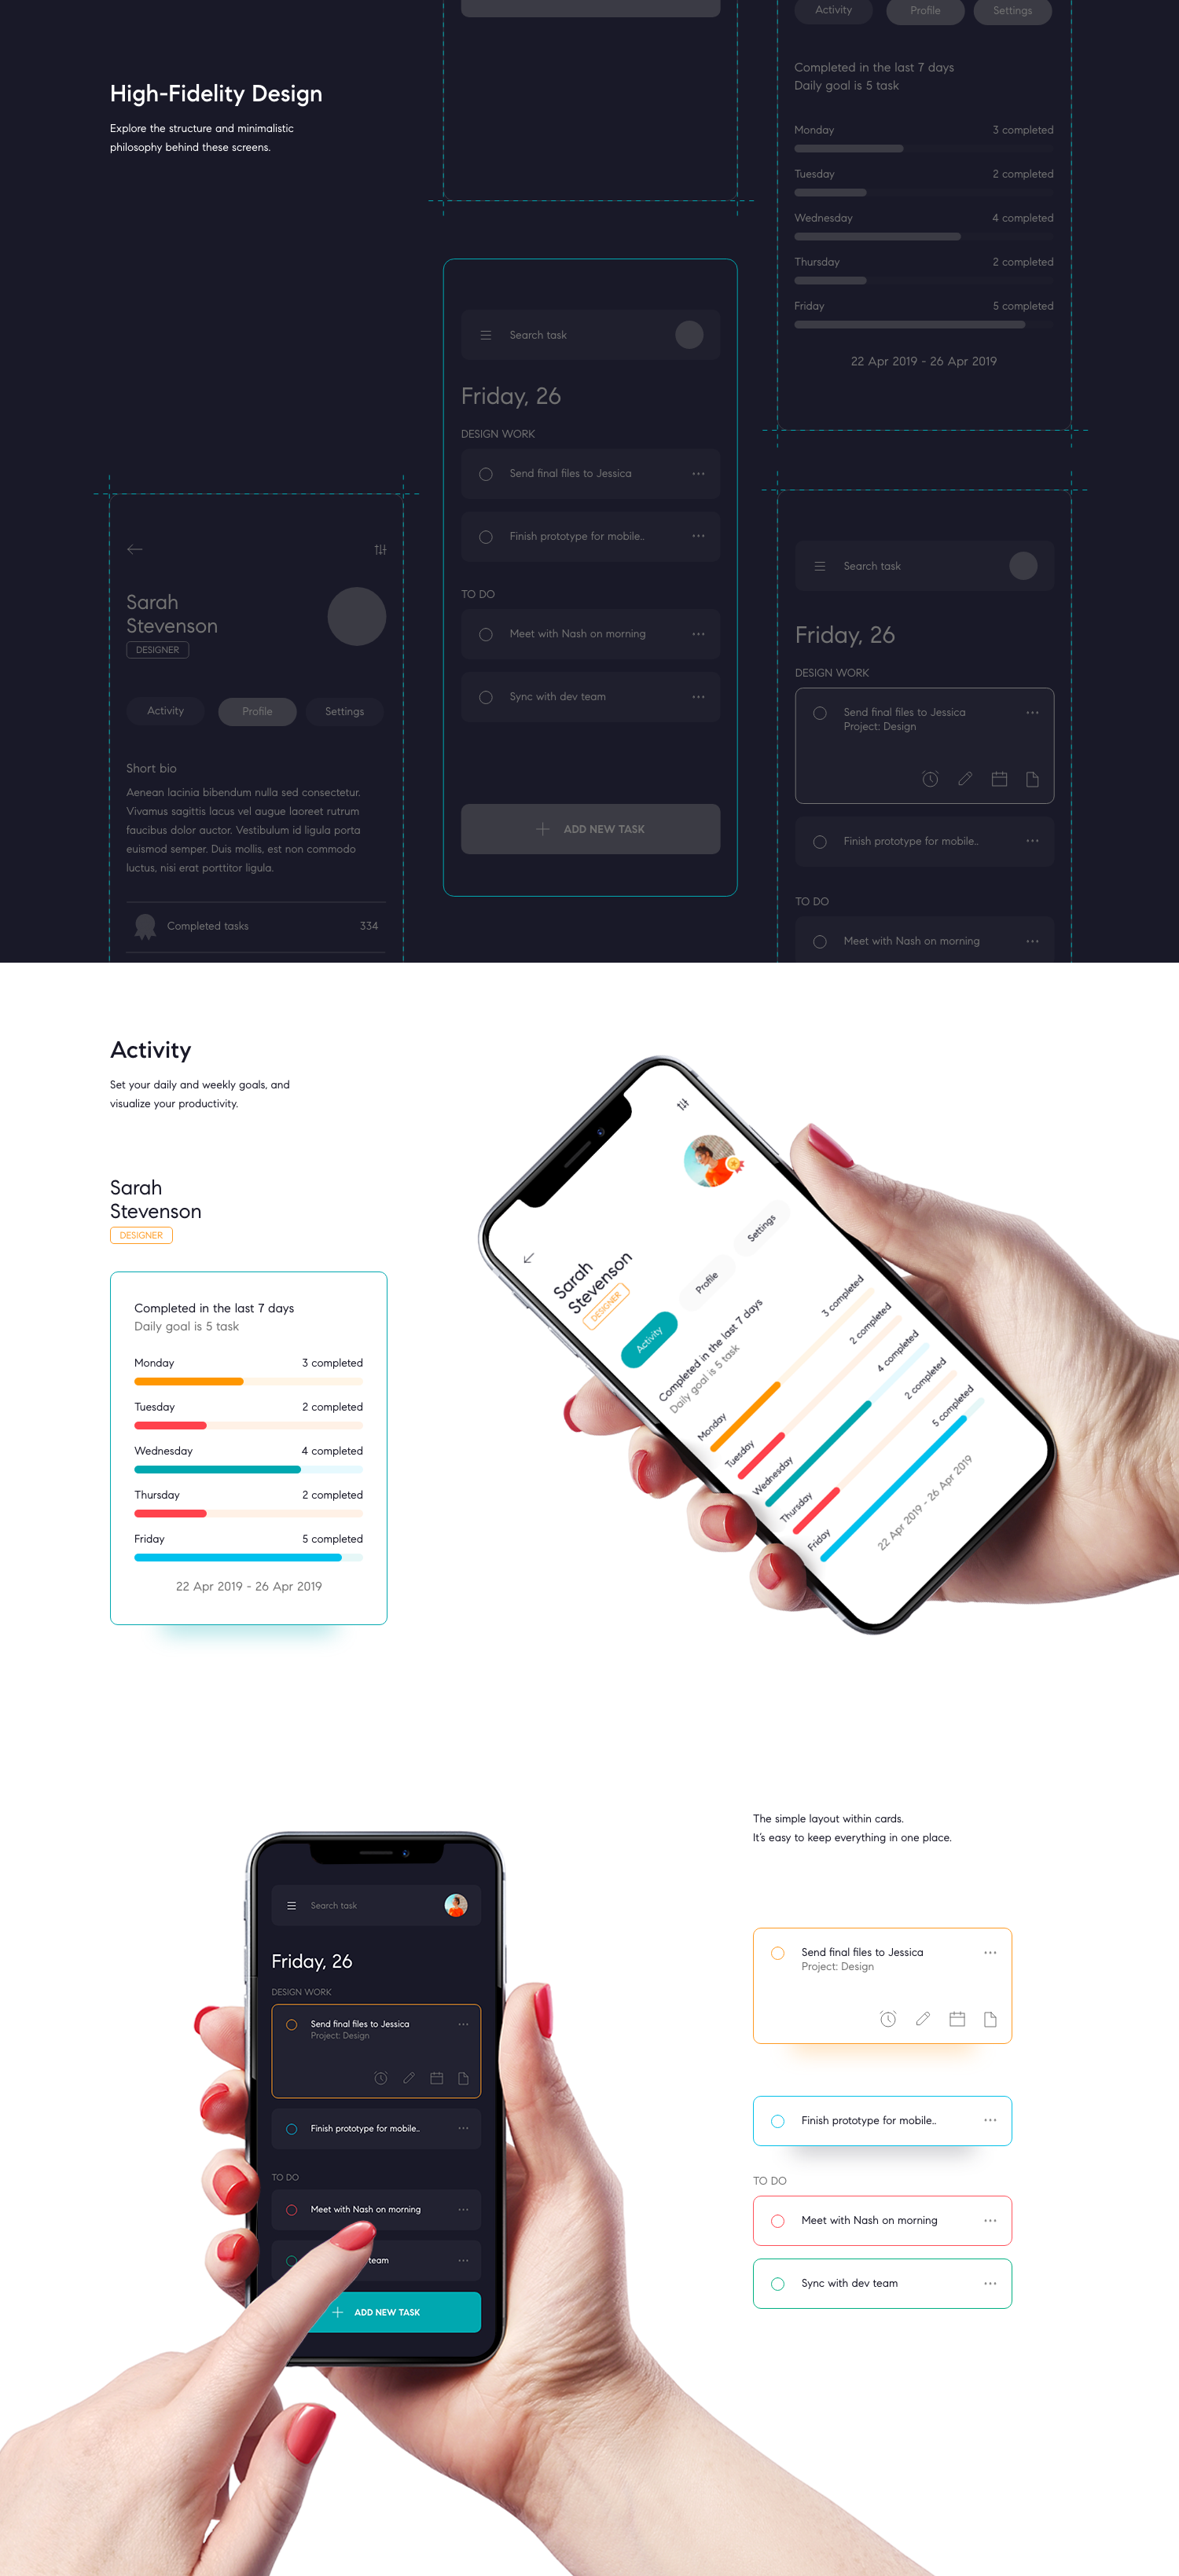 High-Fidelity Design
Explore the structure and minimalistic
philosophy behind these screens.
Activity
Profile
Settings
Completed in the last 7 days
Daily goal is 5 task
Monday 3 completed
Tuesday 2 completed
Wednesday 4 completed
Thursday 2 completed
Friday 5 completed
22 Apr 2019 - 26 Apr 2019
Search task
Friday, 26
DESIGN WORK
Send final files to Jessica
Finish prototype for mobile..
TO DO
Meet with Nash on morning
Sync with dev team
ADD NEW TASK
Sarah
Stevenson
DESIGNER
Activity
Profile
Settings
Short bio
Aenean lacinia bibendum nulla sed consectetur.
Vivamus sagittis lacus vel augue laoreet rutrum
faucibus dolor auctor. Vestibulum id ligula porta
euismod semper. Duis mollis, est non commodo
luctus, nisi erat porttitor ligula.
Completed tasks 334
Search task
Friday, 26
DESIGN WORK
Send final files to Jessica
Project: Design
Finish prototype for mobile..
TO DO
Meet with Nash on morning
Activity
Set your daily and weekly goals, and
visualize your productivity.
Sarah
Stevenson
DESIGNER
Completed in the last 7 days
Daily goal is 5 task
Monday 3 completed
Tuesday 2 completed
Wednesday 4 completed
Thursday 2 completed
Friday 5 completed
22 Apr 2019 - 26 Apr 2019
Sarah
Stevenson
DESIGNER
Activity
Profile
Settings
Completed in the last 7 days
Daily goal is 5 task
Monday 3 completed
Tuesday 2 completed
Wednesday 4 completed
Thursday 2 completed
Friday 5 completed
22 Apr 2019 - 26 Apr 2019
The simple layout within cards.
It's easy to keep everything in one place.
Search task
Friday, 26
DESIGN WORK
Send final files to Jessica
Project: Design
Finish prototype for mobile..
TO DO
Meet with Nash on morning
team
ADD NEW TASK
Send final files to Jessica
Project: Design
Finish prototype for mobile..
TO DO
Meet with Nash on morning
Sync with dev team